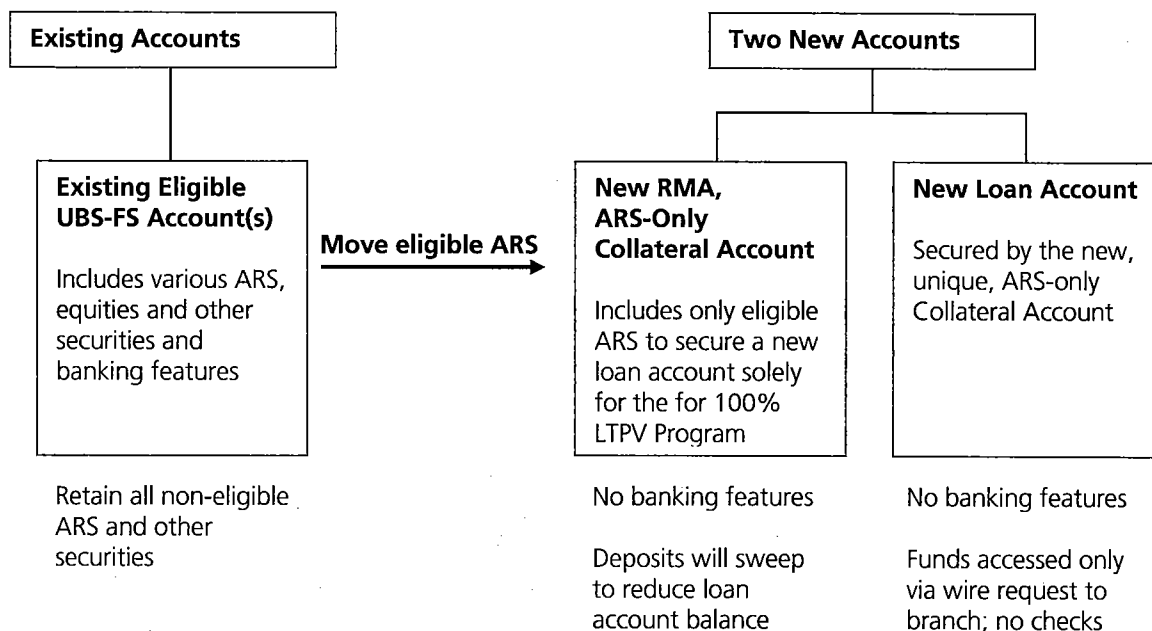 Existing Accounts
Two New Accounts
Existing Eligible
UBS-FS Account(s)
Includes various ARS,
equities and other
securities and
banking features
Retain all non-eligible
ARS and other
securities
Move eligible ARS
New RMA,
ARS-Only
Collateral Account
Includes only eligible
ARS to secure a new
loan account solely
for the for 100%
LTPV Program
No banking features
Deposits will sweep
to reduce loan
account balance
New Loan Account
Secured by the new,
unique, ARS-only
Collateral Account
No banking features
Funds accessed only
via wire request to
branch; no checks